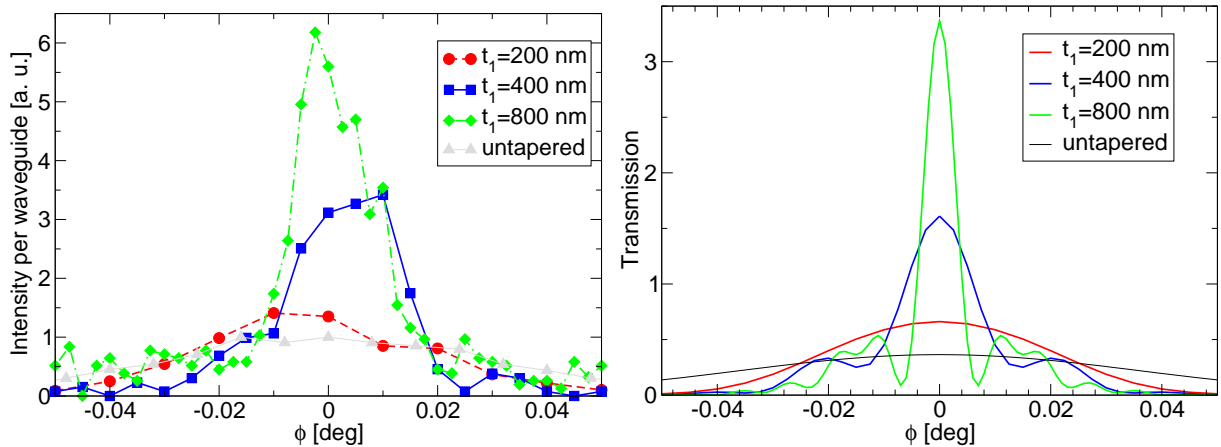 Intensity per waveguide [a. u.]
6
5
4
3
2
1
0
t1=200 nm
t1=400 nm
t1=800 nm
untapered
-0.04 -0.02 0 0.02 0.04
ϕ [deg]
Transmission
3
2
1
0
t1=200 nm
t1=400 nm
t1=800 nm
untapered
-0.04 -0.02 0 0.02 0.04
ϕ [deg]